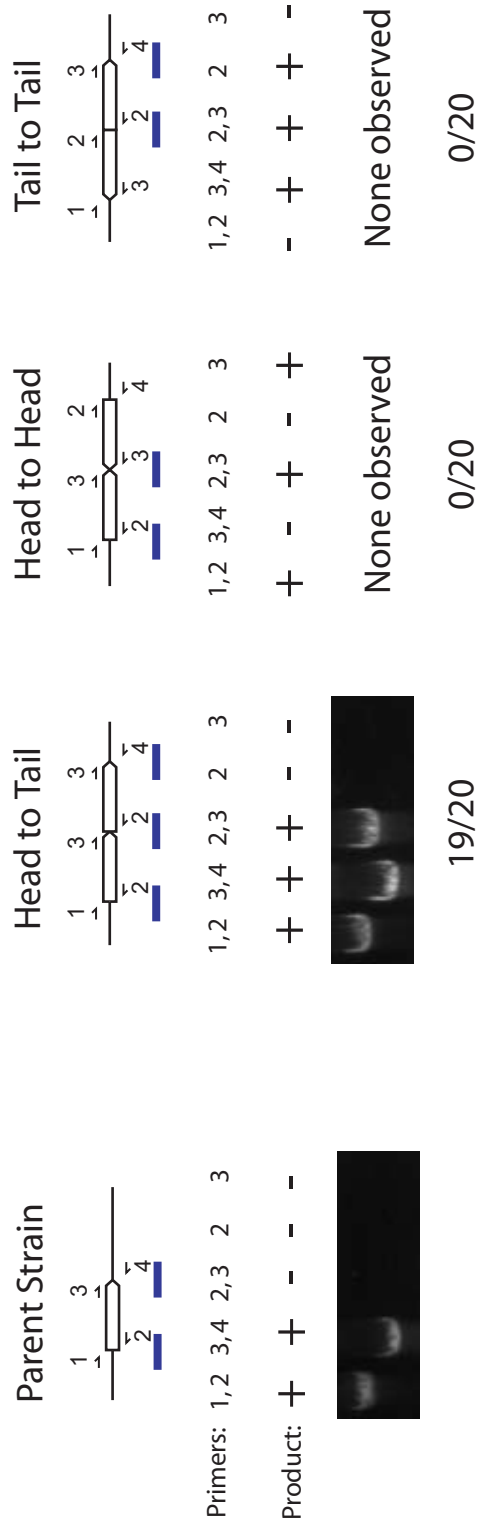 Parent Strain Head to Tail Head to Head Tail to Tail
1 3 1 3 3 1 3 2 1 2 3
2 4 2 2 4 2 3 4 3 2 4
Primers: 1,2 3,4 2,3 2 3 1,2 3,4 2,3 2 3 1,2 3,4 2,3 2 3 1,2 3,4 2,3 2 3
Product: + + - - - + + + - - + - + - + - + + + -
None observed None observed
19/20 0/20 0/20